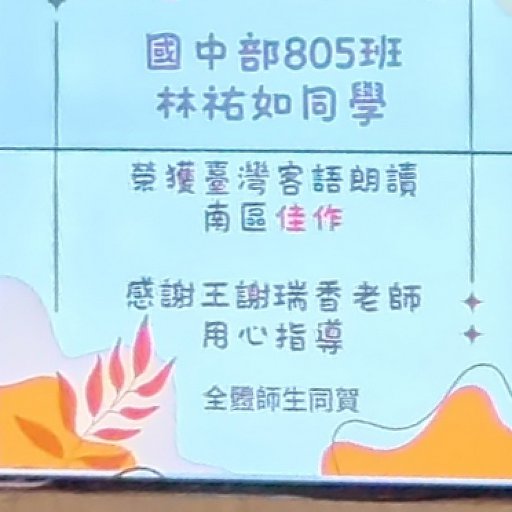 國中部805班
林祐如同學
榮獲臺灣客語朗讀
南區佳作
感謝王謝瑞香老師
用心指導
全體師生同賀